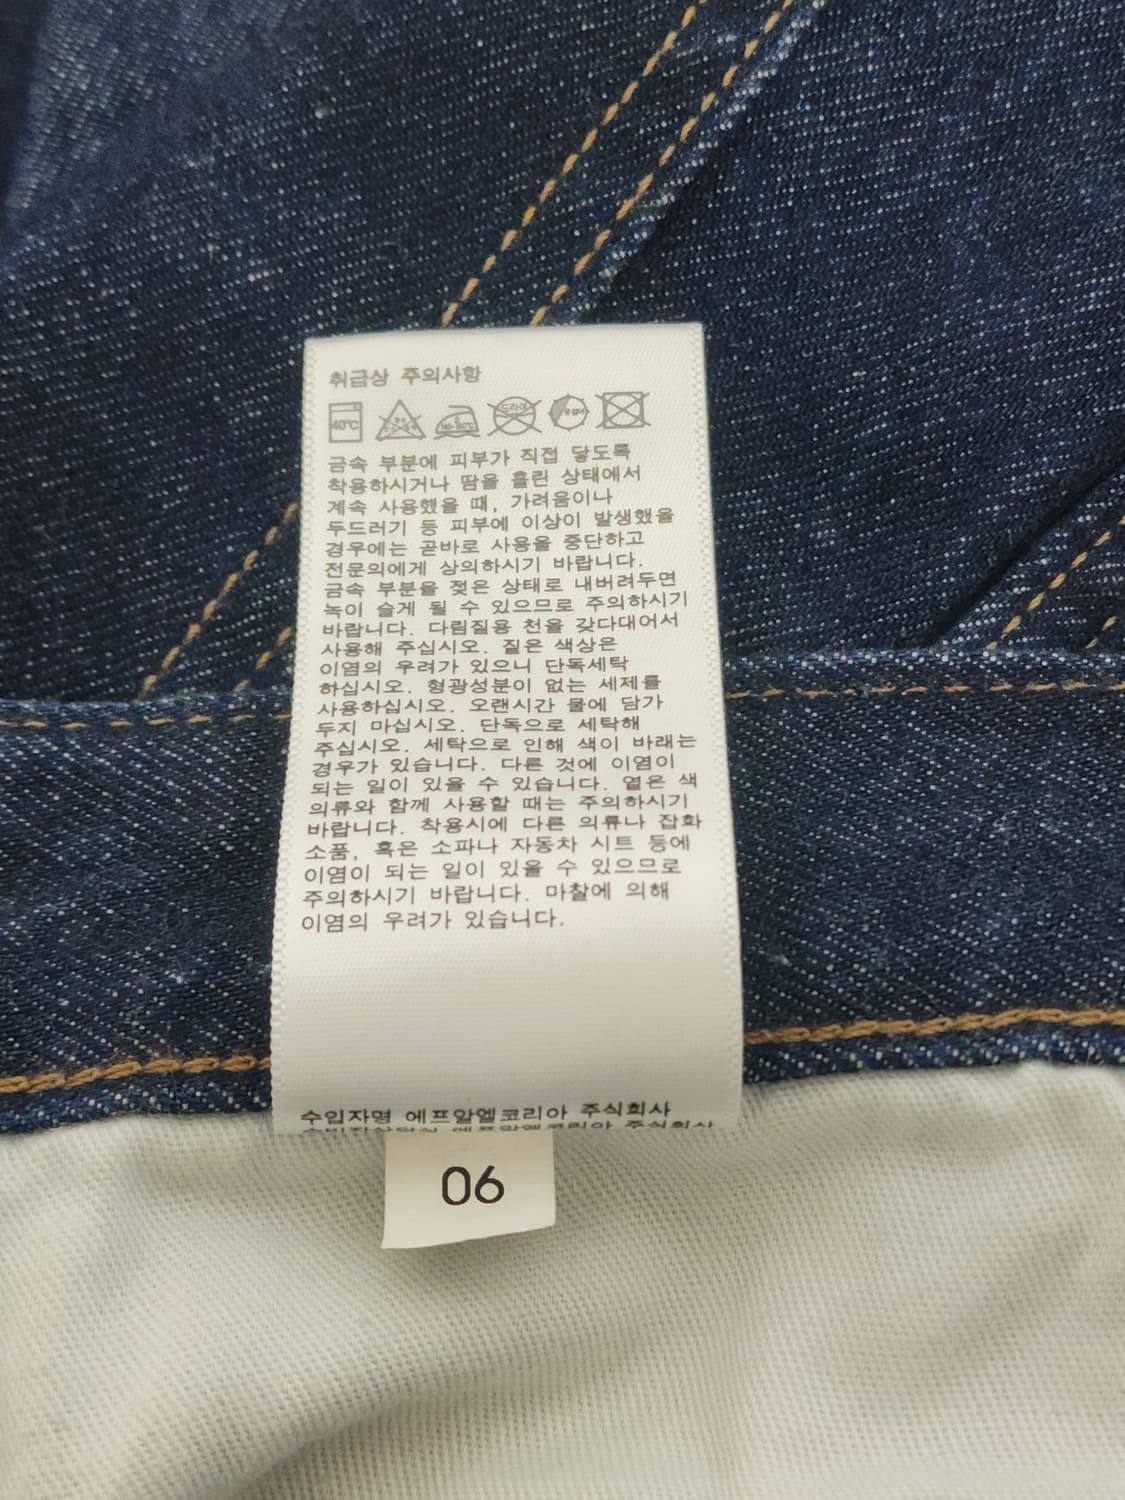 취급상 주의사항
40℃ 드라이
금속 부분에 피부가 직접 닿도록
착용하시거나 땀을 흘린 상태에서
계속 사용했을 때, 가려움이나
두드러기 등 피부에 이상이 발생했을
경우에는 곧바로 사용을 중단하고
전문의에게 상의하시기 바랍니다.
금속 부분을 젖은 상태로 내버려두면
녹이 슬게 될 수 있으므로 주의하시기
바랍니다. 다림질용 천을 갖다대어서
사용해 주십시오. 짙은 색상은
이염의 우려가 있으니 단독세탁
하십시오. 형광성분이 없는 세제를
사용하십시오. 오랜시간 물에 담가
두지 마십시오. 단독으로 세탁해
주십시오. 세탁으로 인해 색이 바래는
경우가 있습니다. 다른 것에 이염이
되는 일이 있을 수 있습니다. 옅은 색
의류와 함께 사용할 때는 주의하시기
바랍니다. 착용시에 다른 의류나 잡화
소품, 혹은 소파나 자동차 시트 등에
이염이 되는 일이 있을 수 있으므로
주의하시기 바랍니다. 마찰에 의해
이염의 우려가 있습니다.
수입자명 에프알엘코리아 주식회사
에프알엘코리아 주식회사
06